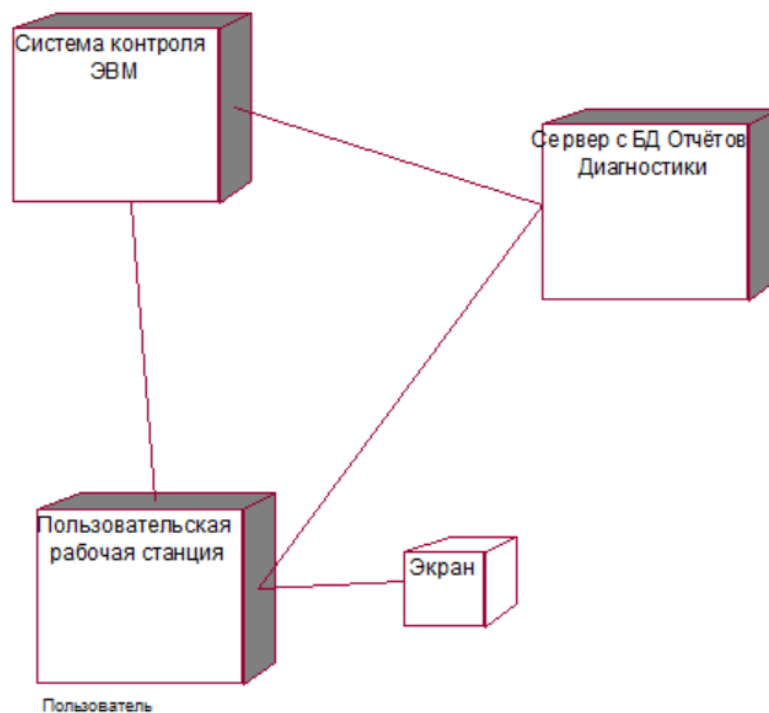 Система контроля
ЭВМ
Сервер с БД Отчётов
Диагностики
Пользовательская
рабочая станция
Экран
Пользователь